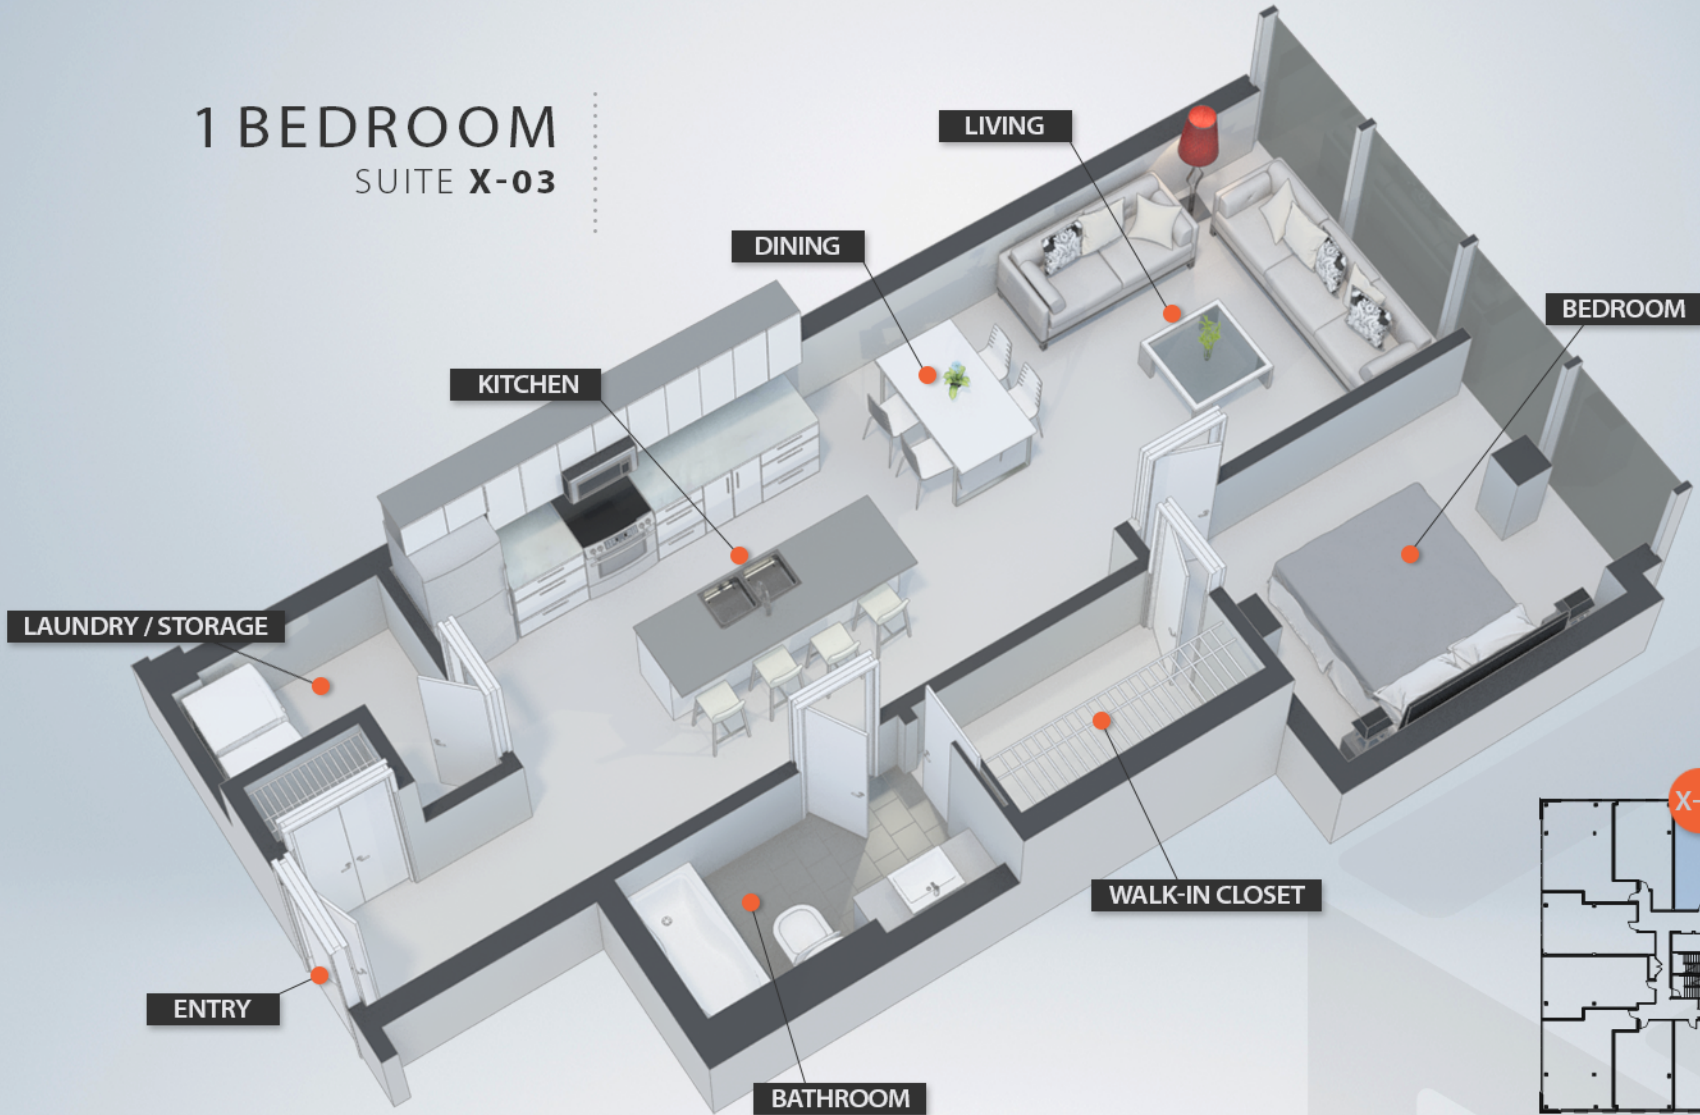 1 BEDROOM
SUITE X-03
LIVING
DINING
BEDROOM
KITCHEN
LAUNDRY / STORAGE
WALK-IN CLOSET
ENTRY
BATHROOM
X-